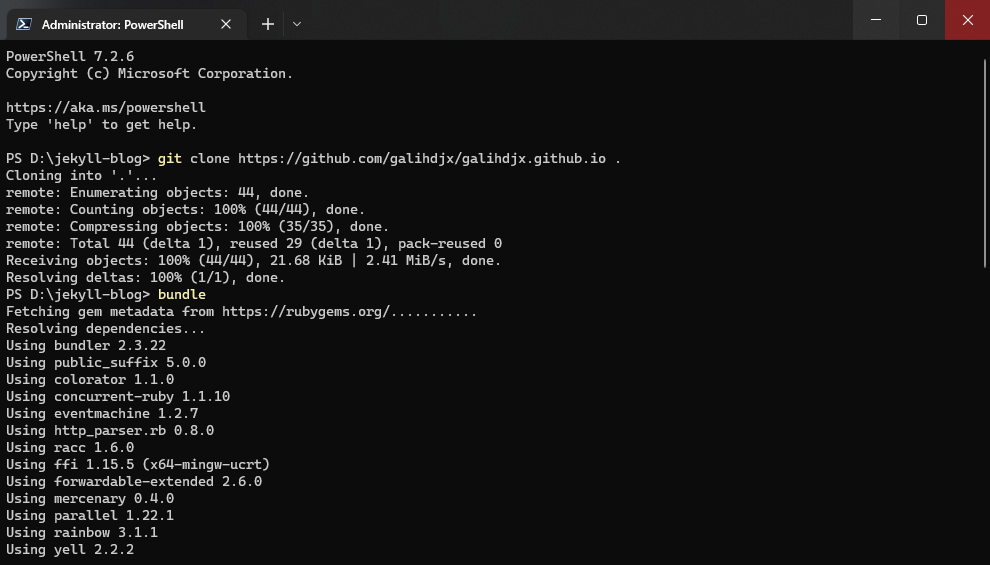 Administrator: PowerShell
PowerShell 7.2.6
Copyright (c) Microsoft Corporation.
https://aka.ms/powershell
Type 'help' to get help.
PS D:\jekyll-blog> git clone https://github.com/galihdjx/galihdjx.github.io .
Cloning into '.'...
remote: Enumerating objects: 44, done.
remote: Counting objects: 100% (44/44), done.
remote: Compressing objects: 100% (35/35), done.
remote: Total 44 (delta 1), reused 29 (delta 1), pack-reused 0
Receiving objects: 100% (44/44), 21.68 KiB | 2.41 MiB/s, done.
Resolving deltas: 100% (1/1), done.
PS D:\jekyll-blog> bundle
Fetching gem metadata from https://rubygems.org/...........
Resolving dependencies...
Using bundler 2.3.22
Using public_suffix 5.0.0
Using colorator 1.1.0
Using concurrent-ruby 1.1.10
Using eventmachine 1.2.7
Using http_parser.rb 0.8.0
Using racc 1.6.0
Using ffi 1.15.5 (x64-mingw-ucrt)
Using forwardable-extended 2.6.0
Using mercenary 0.4.0
Using parallel 1.22.1
Using rainbow 3.1.1
Using yell 2.2.2